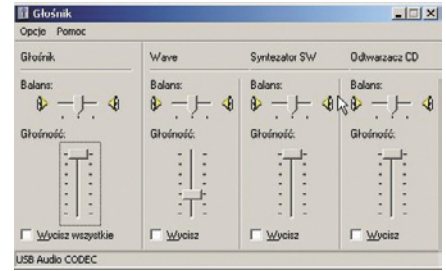 Głośnik
Opcje Pomoc
Głośnik Wave Syntezator SW Odtwarzacz CD
Balans: Balans: Balans: Balans:
Głośność: Głośność: Głośność: Głośność:
Wycisz wszystkie Wycisz Wycisz Wycisz
USB Audio CODEC